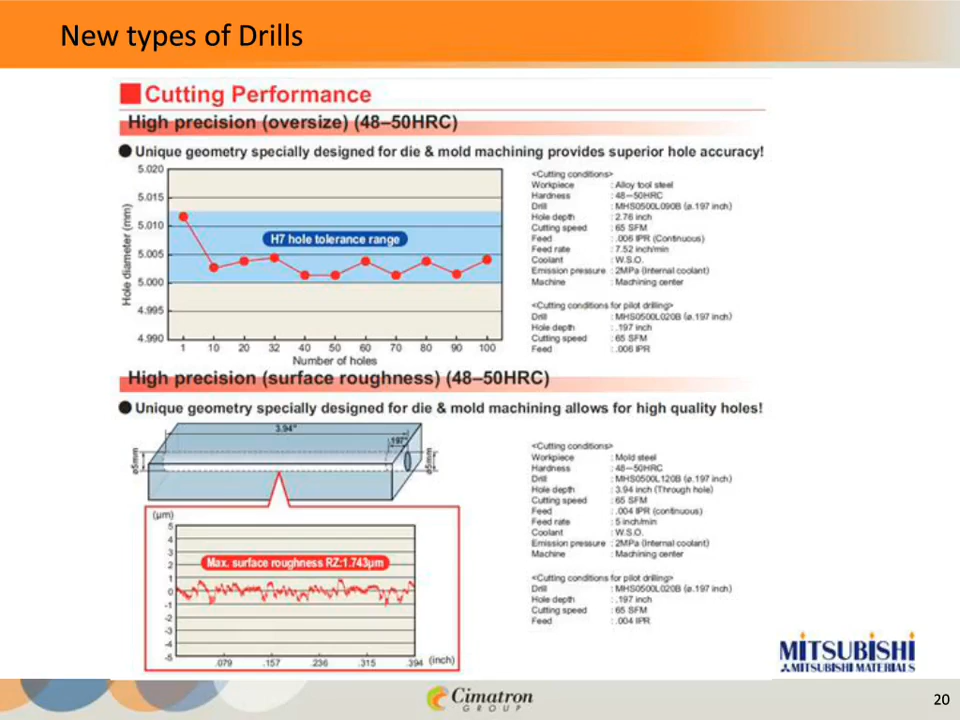 New types of Drills
Cutting Performance
High precision (oversize) (48–50HRC)
● Unique geometry specially designed for die & mold machining provides superior hole accuracy!
Hole diameter (mm)
5.020
5.015
5.010
5.005
5.000
4.995
4.990
H7 hole tolerance range
1 10 20 32 40 50 60 70 80 90 100
Number of holes
<Cutting conditions>
Workpiece : Alloy tool steel
Hardness : 48—50HRC
Drill : MHS0500L090B (ø.197 inch)
Hole depth : 2.76 inch
Cutting speed : 65 SFM
Feed : .006 IPR (Continuous)
Feed rate : 7.52 inch/min
Coolant : W.S.O.
Emission pressure : 2MPa (Internal coolant)
Machine : Machining center
<Cutting conditions for pilot drilling>
Drill : MHS0500L020B (ø.197 inch)
Hole depth : .197 inch
Cutting speed : 65 SFM
Feed : .006 IPR
High precision (surface roughness) (48–50HRC)
● Unique geometry specially designed for die & mold machining allows for high quality holes!
3.94"
.197"
ø5mm
ø5mm
(μm)
5
4
3
2
1
0
-1
-2
-3
-4
-5
Max. surface roughness RZ:1.743μm
.079 .157 .236 .315 .394 (inch)
<Cutting conditions>
Workpiece : Mold steel
Hardness : 48—50HRC
Drill : MHS0500L120B (ø.197 inch)
Hole depth : 3.94 inch (Through hole)
Cutting speed : 65 SFM
Feed : .004 IPR (continuous)
Feed rate : 5 inch/min
Coolant : W.S.O.
Emission pressure : 2MPa (Internal coolant)
Machine : Machining center
<Cutting conditions for pilot drilling>
Drill : MHS0500L020B (ø.197 inch)
Hole depth : .197 inch
Cutting speed : 65 SFM
Feed : .004 IPR
MITSUBISHI
MITSUBISHI MATERIALS
Cimatron
GROUP
20